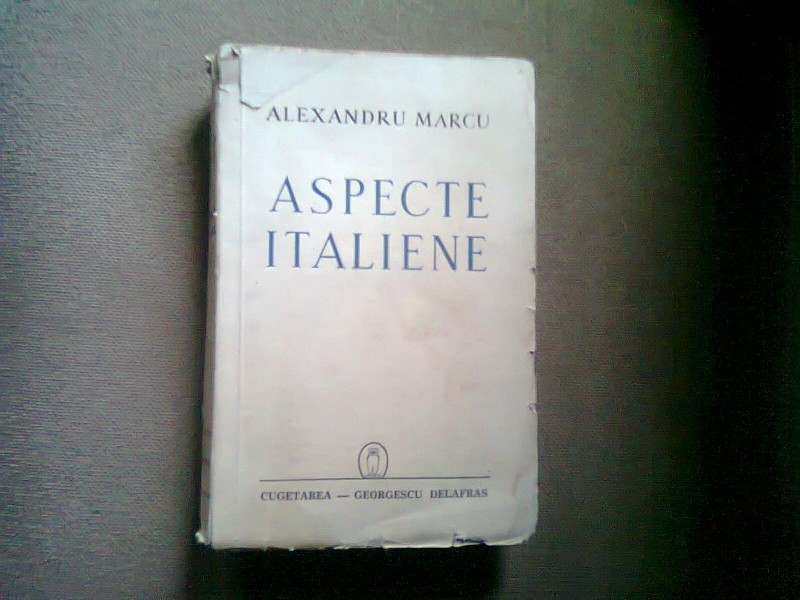 ALEXANDRU MARCU
ASPECTE
ITALIENE
CUGETAREA — GEORGESCU DELAFRAS